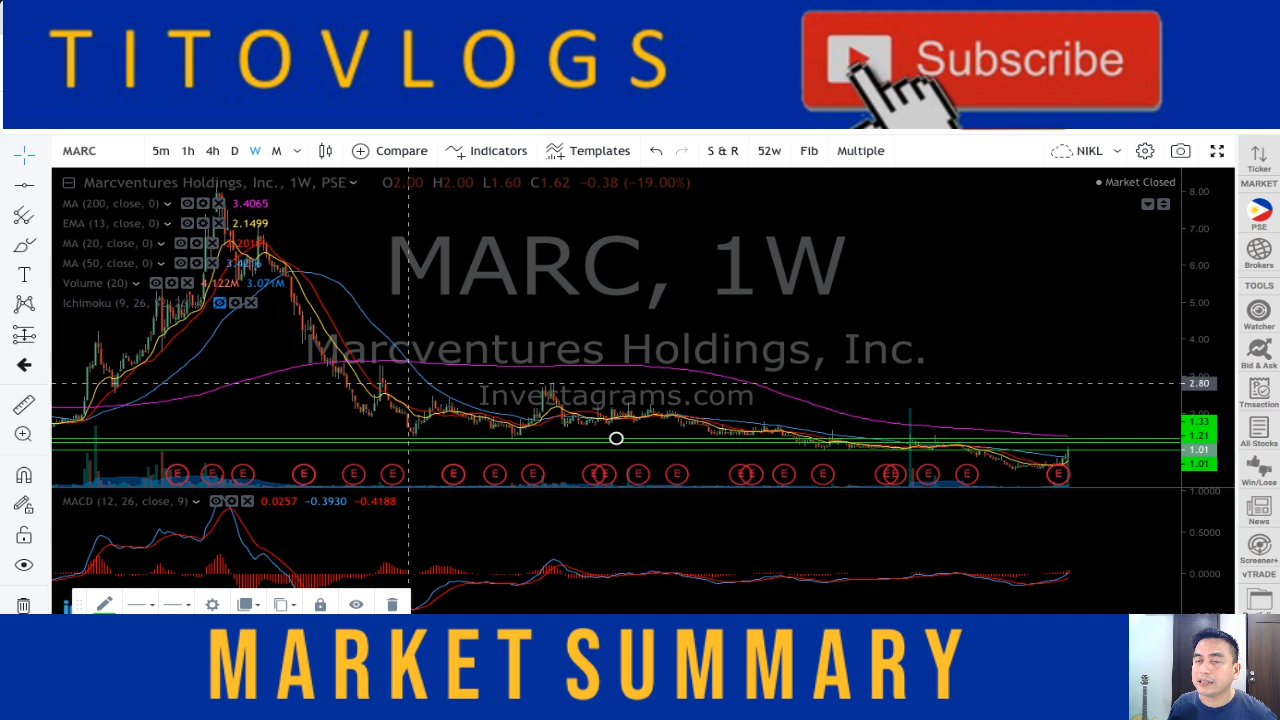 TITOVLOGS
Subscribe
MARC 5m 1h 4h D W M Compare Indicators Templates S & R 52w Fib Multiple NIKL
Marcventures Holdings, Inc., 1W, PSE O2.00 H2.00 L1.60 C1.62 -0.38 (-19.00%)
Market Closed
MA (200, close, 0) 3.4065
EMA (13, close, 0) 2.1499
MA (20, close, 0)
MA (50, close, 0)
Volume (20) 4.122M 3.071M
Ichimoku (9, 26,
MARC, 1W
Marcventures Holdings, Inc.
Investagrams.com
8.00
7.00
6.00
5.00
4.00
2.80
1.33
1.21
1.01
1.01
E E E E E E E E E E E E E E E E E E E E E E
MACD (12, 26, close, 9) 0.0257 -0.3930 -0.4188
1.0000
0.5000
0.0000
Ticker
MARKET
PSE
Brokers
TOOLS
Watcher
Bid & Ask
Trnsaction
All Stocks
Win/Lose
News
Screener+
vTRADE
MARKET SUMMARY